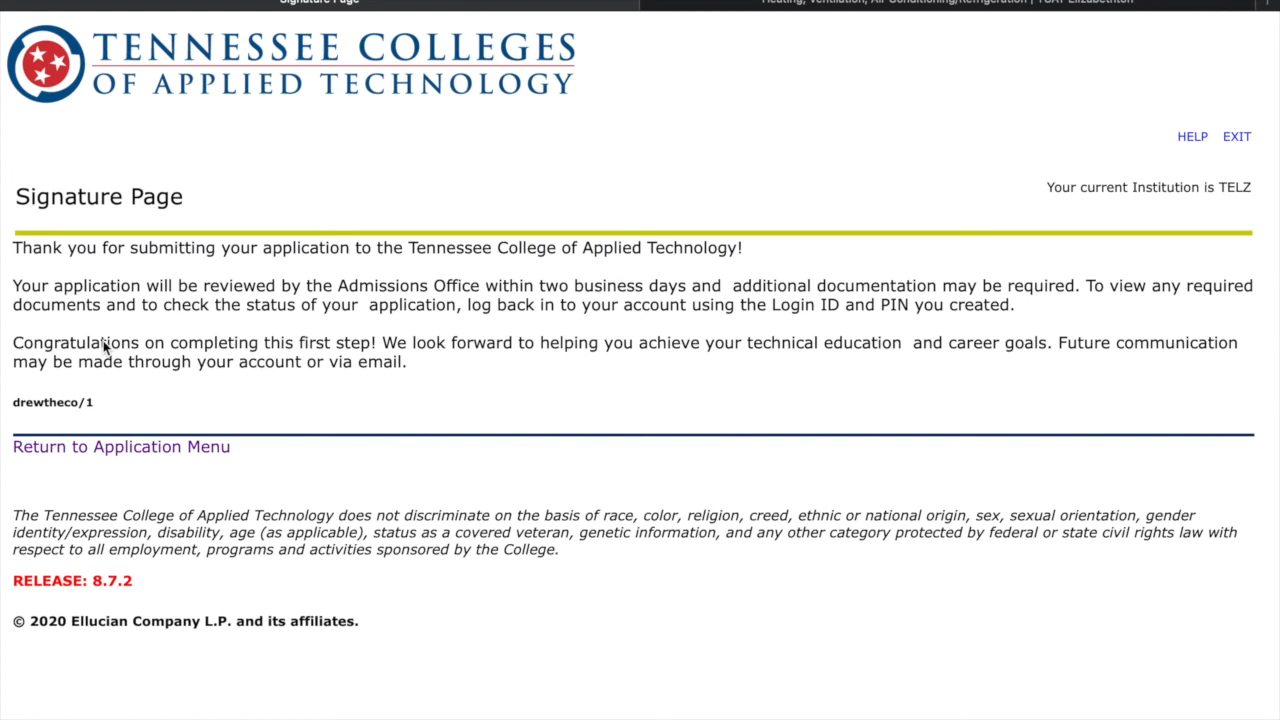 Signature Page
Heating, Ventilation, Air Conditioning/Refrigeration | TCAT Elizabethton
TENNESSEE COLLEGES
OF APPLIED TECHNOLOGY
HELP EXIT
Signature Page
Your current Institution is TELZ
Thank you for submitting your application to the Tennessee College of Applied Technology!
Your application will be reviewed by the Admissions Office within two business days and additional documentation may be required. To view any required
documents and to check the status of your application, log back in to your account using the Login ID and PIN you created.
Congratulations on completing this first step! We look forward to helping you achieve your technical education and career goals. Future communication
may be made through your account or via email.
drewtheco/1
Return to Application Menu
The Tennessee College of Applied Technology does not discriminate on the basis of race, color, religion, creed, ethnic or national origin, sex, sexual orientation, gender
identity/expression, disability, age (as applicable), status as a covered veteran, genetic information, and any other category protected by federal or state civil rights law with
respect to all employment, programs and activities sponsored by the College.
RELEASE: 8.7.2
© 2020 Ellucian Company L.P. and its affiliates.